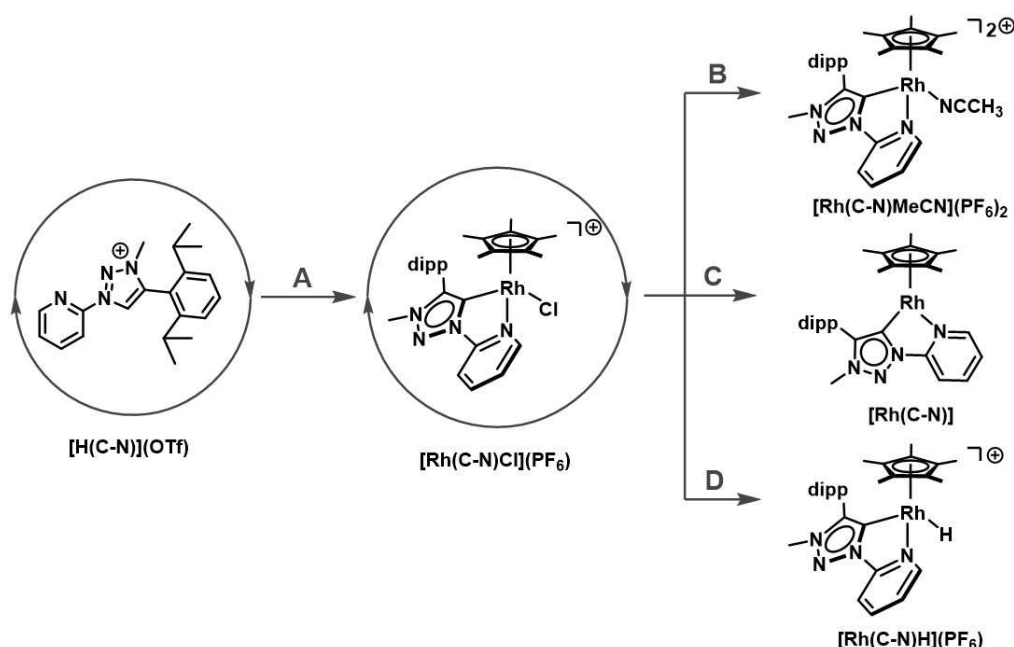 N
N
N
N
⊕
[H(C-N)](OTf)
A
⊕
dipp
Rh
Cl
N
N
N
N
[Rh(C-N)Cl](PF₆)
B
C
D
2⊕
dipp
Rh
NCCH₃
N
N
N
N
[Rh(C-N)MeCN](PF₆)₂
Rh
dipp
N
N
N
N
[Rh(C-N)]
⊕
dipp
Rh
H
N
N
N
N
[Rh(C-N)H](PF₆)